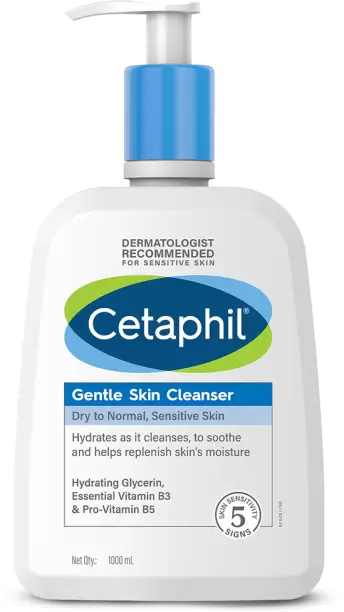 DERMATOLOGIST
RECOMMENDED
FOR SENSITIVE SKIN
Cetaphil®
Gentle Skin Cleanser
Dry to Normal, Sensitive Skin
Hydrates as it cleanses, to soothe
and helps replenish skin's moisture
Hydrating Glycerin,
Essential Vitamin B3
& Pro-Vitamin B5
SKIN SENSITIVITY
5
SIGNS
Net Qty.: 1000 mL